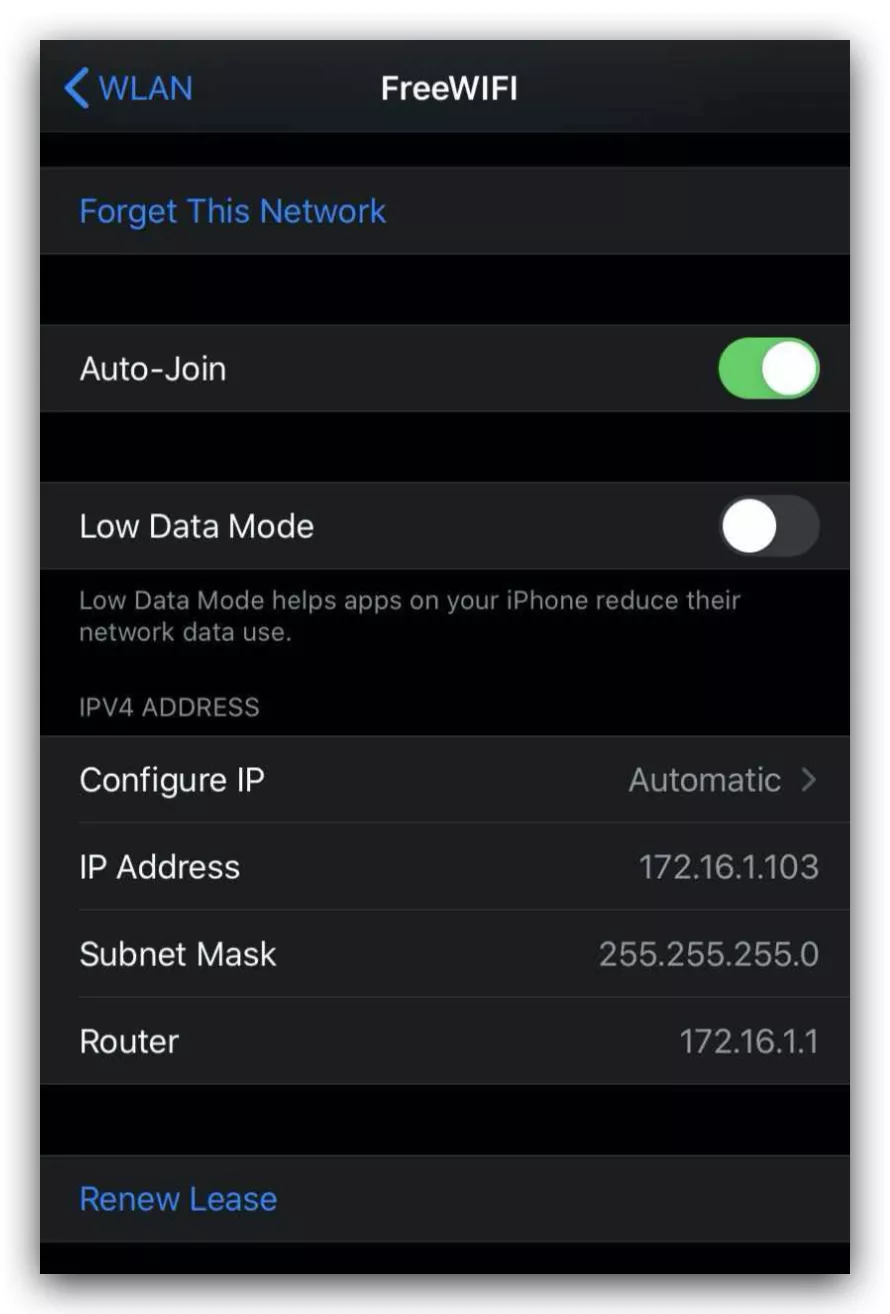 WLAN FreeWIFI
Forget This Network
Auto-Join
Low Data Mode
Low Data Mode helps apps on your iPhone reduce their
network data use.
IPV4 ADDRESS
Configure IP Automatic
IP Address 172.16.1.103
Subnet Mask 255.255.255.0
Router 172.16.1.1
Renew Lease